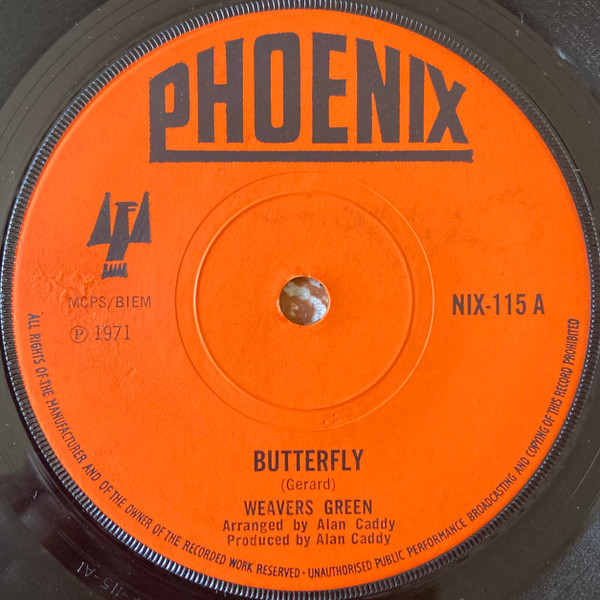 PHOENIX
MCPS/BIEM
Ⓟ 1971
NIX-115 A
BUTTERFLY
(Gerard)
WEAVERS GREEN
Arranged by Alan Caddy
Produced by Alan Caddy
ALL RIGHTS OF THE MANUFACTURER AND OF THE OWNER OF THE RECORDED WORK RESERVED · UNAUTHORISED PUBLIC PERFORMANCE BROADCASTING AND COPYING OF THIS RECORD PROHIBITED